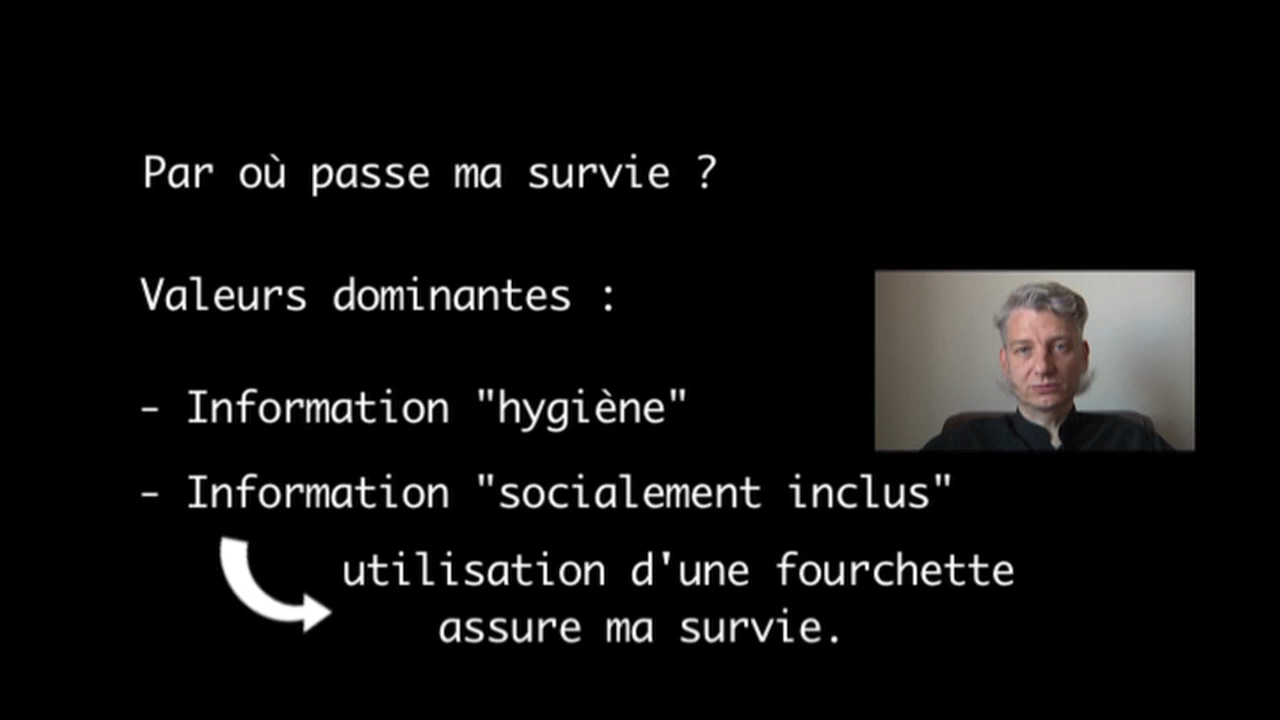 Par où passe ma survie ?
Valeurs dominantes :
- Information "hygiène"
- Information "socialement inclus"
utilisation d'une fourchette
assure ma survie.